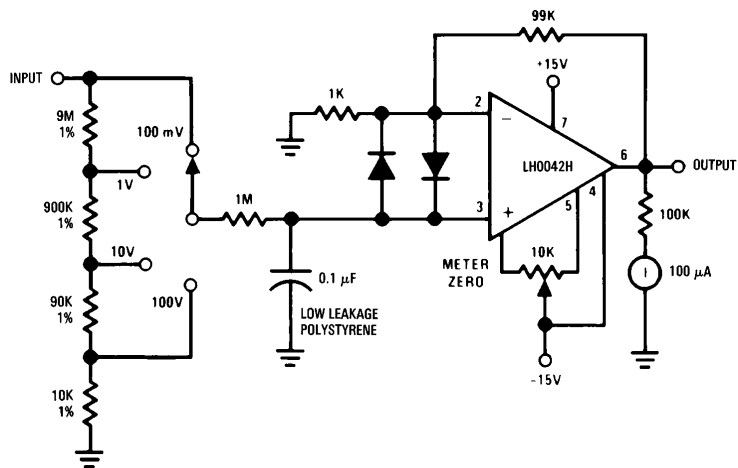 99K
INPUT
+15V
1K
2
7
9M
1%
100 mV
−
LH0042H
6
OUTPUT
1V
4
1M
3
+
5
900K
1%
100K
10V
METER
ZERO
10K
100 μA
0.1 μF
100V
90K
1%
LOW LEAKAGE
POLYSTYRENE
-15V
10K
1%